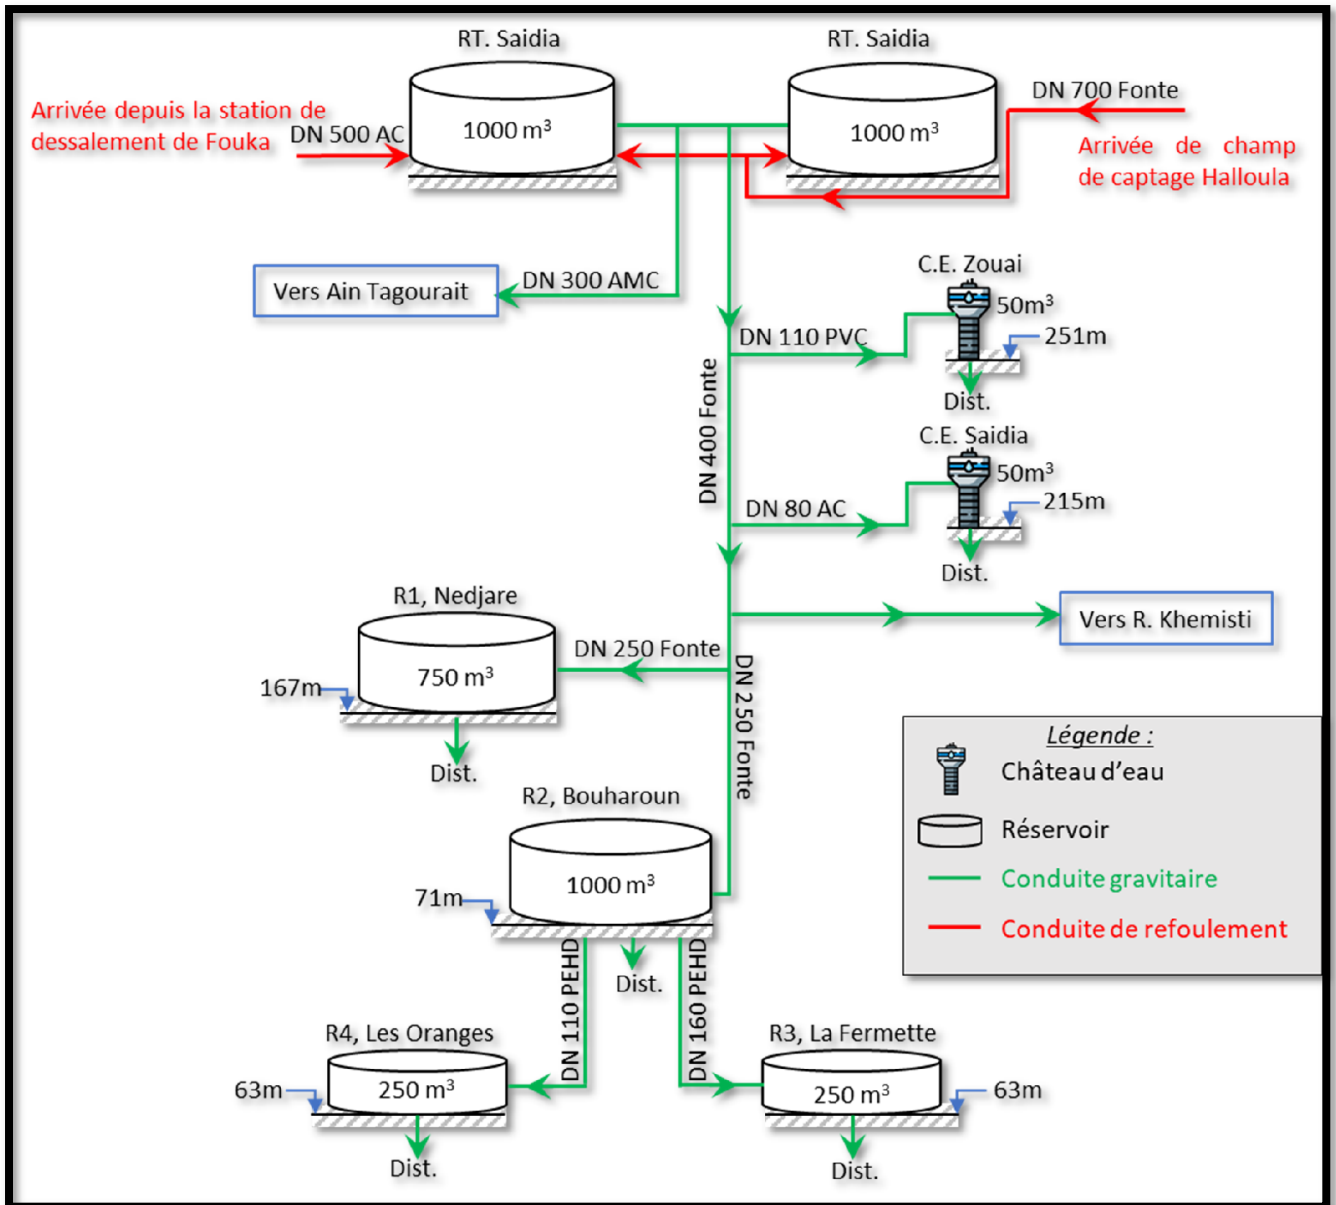 RT. Saidia
RT. Saidia
DN 700 Fonte
Arrivée depuis la station de
dessalement de Fouka
DN 500 AC
1000 m³
1000 m³
Arrivée de champ
de captage Halloula
Vers Ain Tagourait
DN 300 AMC
C.E. Zouai
50m³
251m
DN 110 PVC
Dist.
DN 400 Fonte
C.E. Saidia
50m³
215m
DN 80 AC
Dist.
R1, Nedjare
Vers R. Khemisti
DN 250 Fonte
750 m³
167m
DN 250 Fonte
Dist.
Légende :
Château d'eau
Réservoir
Conduite gravitaire
Conduite de refoulement
R2, Bouharoun
1000 m³
71m
Dist.
DN 110 PEHD
DN 160 PEHD
R4, Les Oranges
R3, La Fermette
63m
250 m³
250 m³
63m
Dist.
Dist.